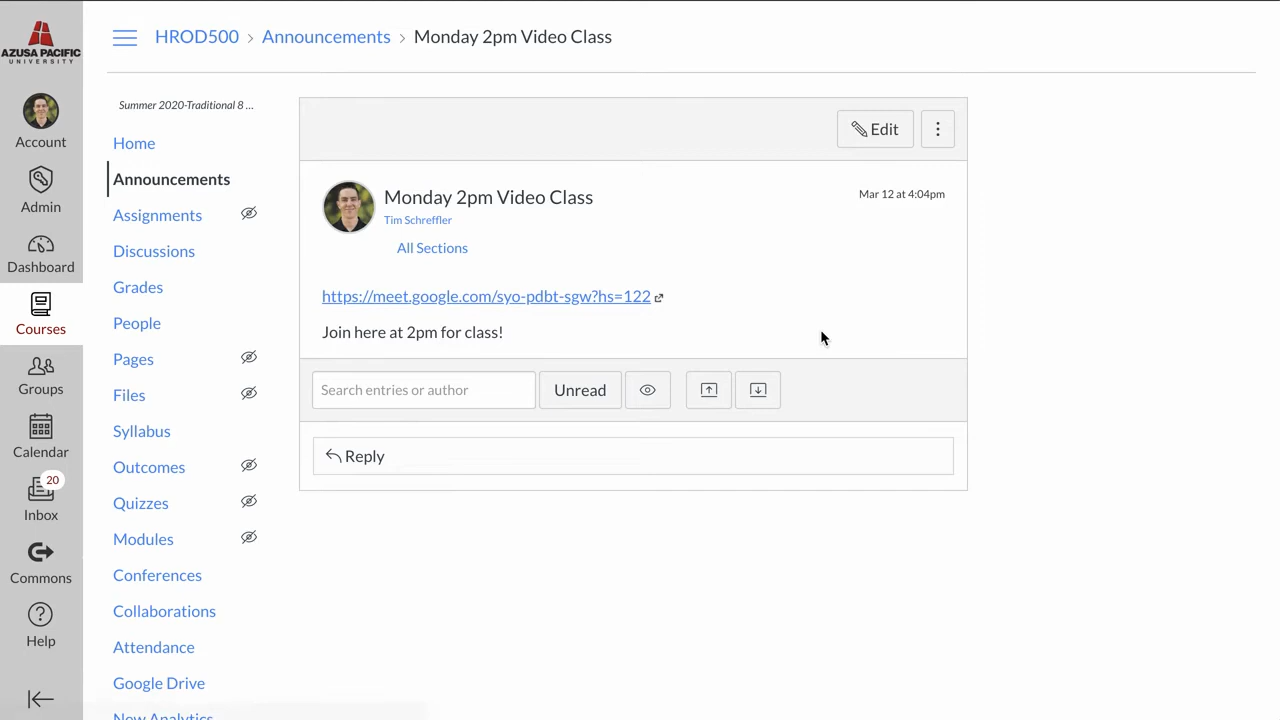 AZUSA PACIFIC
UNIVERSITY
Account
Admin
Dashboard
Courses
Groups
Calendar
20
Inbox
Commons
Help
HROD500 > Announcements > Monday 2pm Video Class
Summer 2020-Traditional 8 ...
Home
Announcements
Assignments
Discussions
Grades
People
Pages
Files
Syllabus
Outcomes
Quizzes
Modules
Conferences
Collaborations
Attendance
Google Drive
New Analytics
Edit
Monday 2pm Video Class
Mar 12 at 4:04pm
Tim Schreffler
All Sections
https://meet.google.com/syo-pdbt-sgw?hs=122
Join here at 2pm for class!
Search entries or author
Unread
Reply